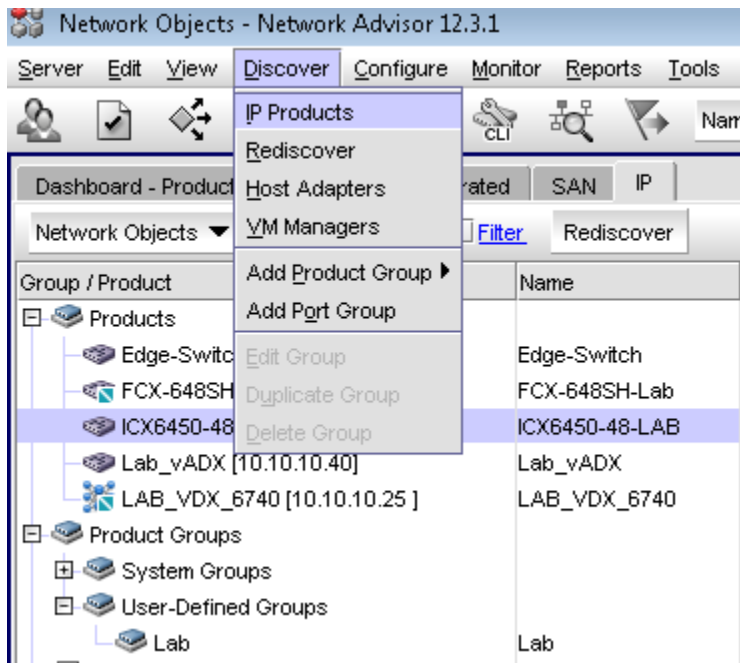 Network Objects - Network Advisor 12.3.1
Server Edit View Discover Configure Monitor Reports Tools
CLI
Nam
IP Products
Rediscover
Host Adapters
VM Managers
Add Product Group
Add Port Group
Edit Group
Duplicate Group
Delete Group
Dashboard - Product rated SAN IP
Network Objects Filter Rediscover
Group / Product Name
Products
Edge-Switc Edge-Switch
FCX-648SH FCX-648SH-Lab
ICX6450-48 ICX6450-48-LAB
Lab_vADX [10.10.10.40] Lab_vADX
LAB_VDX_6740 [10.10.10.25 ] LAB_VDX_6740
Product Groups
System Groups
User-Defined Groups
Lab Lab